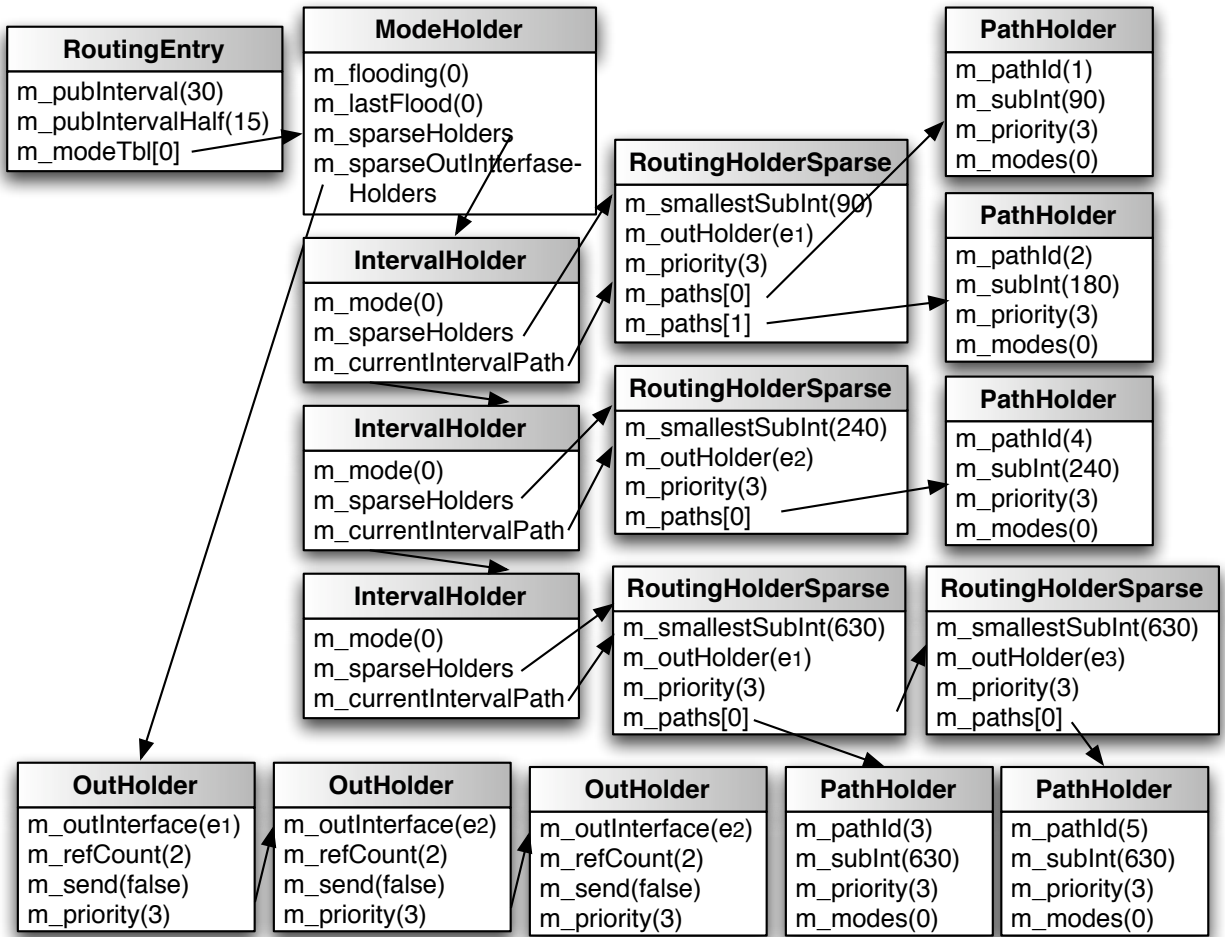 RoutingEntry
m_pubInterval(30)
m_pubIntervalHalf(15)
m_modeTbl[0]
ModeHolder
m_flooding(0)
m_lastFlood(0)
m_sparseHolders
m_sparseOutIntterfase-
Holders
IntervalHolder
m_mode(0)
m_sparseHolders
m_currentIntervalPath
IntervalHolder
m_mode(0)
m_sparseHolders
m_currentIntervalPath
IntervalHolder
m_mode(0)
m_sparseHolders
m_currentIntervalPath
RoutingHolderSparse
m_smallestSubInt(90)
m_outHolder(e1)
m_priority(3)
m_paths[0]
m_paths[1]
RoutingHolderSparse
m_smallestSubInt(240)
m_outHolder(e2)
m_priority(3)
m_paths[0]
RoutingHolderSparse
m_smallestSubInt(630)
m_outHolder(e1)
m_priority(3)
m_paths[0]
RoutingHolderSparse
m_smallestSubInt(630)
m_outHolder(e3)
m_priority(3)
m_paths[0]
PathHolder
m_pathId(1)
m_subInt(90)
m_priority(3)
m_modes(0)
PathHolder
m_pathId(2)
m_subInt(180)
m_priority(3)
m_modes(0)
PathHolder
m_pathId(4)
m_subInt(240)
m_priority(3)
m_modes(0)
OutHolder
m_outInterface(e1)
m_refCount(2)
m_send(false)
m_priority(3)
OutHolder
m_outInterface(e2)
m_refCount(2)
m_send(false)
m_priority(3)
OutHolder
m_outInterface(e2)
m_refCount(2)
m_send(false)
m_priority(3)
PathHolder
m_pathId(3)
m_subInt(630)
m_priority(3)
m_modes(0)
PathHolder
m_pathId(5)
m_subInt(630)
m_priority(3)
m_modes(0)